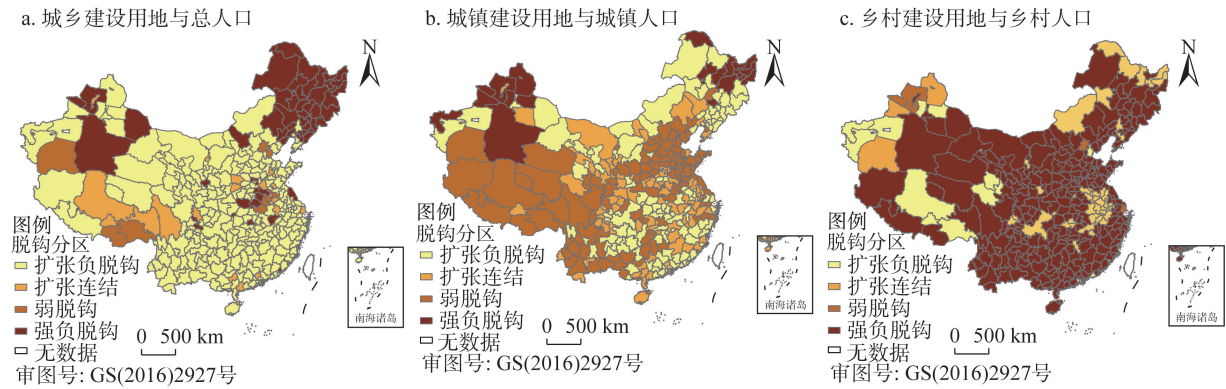 a. 城乡建设用地与总人口
N
图例
脱钩分区
扩张负脱钩
扩张连结
弱脱钩
强负脱钩
无数据
0 500 km
南海诸岛
审图号: GS(2016)2927号
b. 城镇建设用地与城镇人口
N
图例
脱钩分区
扩张负脱钩
扩张连结
弱脱钩
强负脱钩
无数据
0 500 km
南海诸岛
审图号: GS(2016)2927号
c. 乡村建设用地与乡村人口
N
图例
脱钩分区
扩张负脱钩
扩张连结
弱脱钩
强负脱钩
无数据
0 500 km
南海诸岛
审图号: GS(2016)2927号